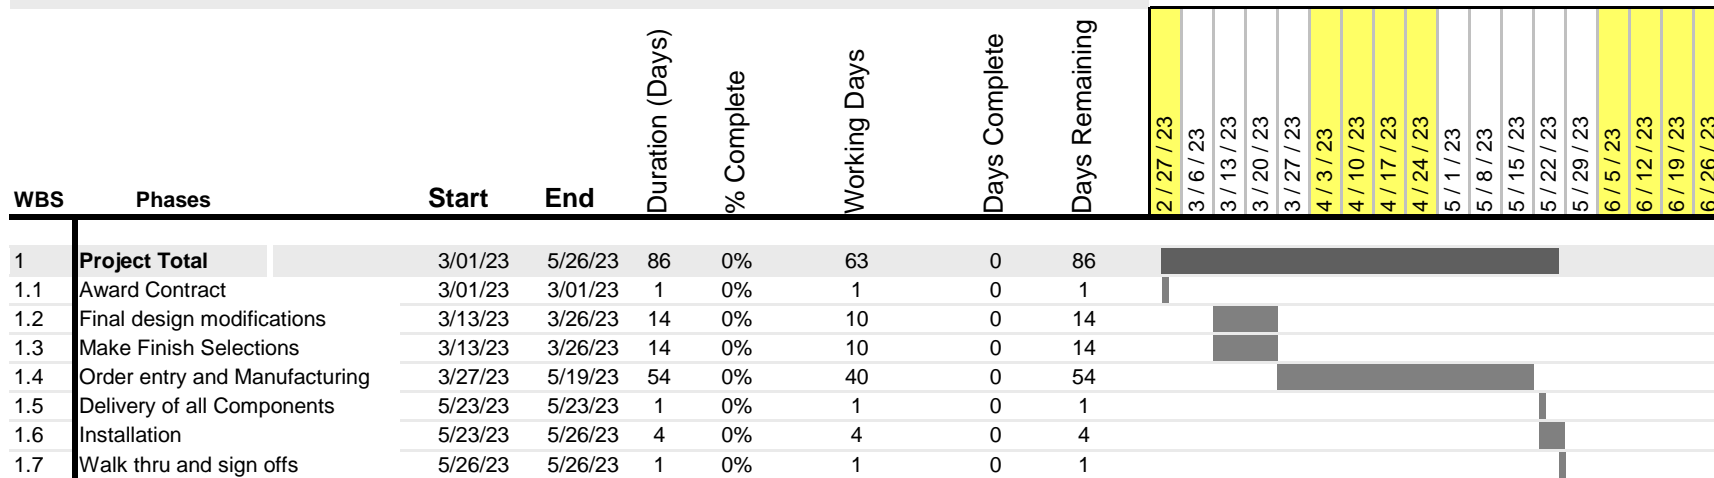 WBS Phases Start End Duration (Days) % Complete Working Days Days Complete Days Remaining 2 / 27 / 23 3 / 6 / 23 3 / 13 / 23 3 / 20 / 23 3 / 27 / 23 4 / 3 / 23 4 / 10 / 23 4 / 17 / 23 4 / 24 / 23 5 / 1 / 23 5 / 8 / 23 5 / 15 / 23 5 / 22 / 23 5 / 29 / 23 6 / 5 / 23 6 / 12 / 23 6 / 19 / 23 6 / 26 / 23
1 Project Total 3/01/23 5/26/23 86 0% 63 0 86
1.1 Award Contract 3/01/23 3/01/23 1 0% 1 0 1
1.2 Final design modifications 3/13/23 3/26/23 14 0% 10 0 14
1.3 Make Finish Selections 3/13/23 3/26/23 14 0% 10 0 14
1.4 Order entry and Manufacturing 3/27/23 5/19/23 54 0% 40 0 54
1.5 Delivery of all Components 5/23/23 5/23/23 1 0% 1 0 1
1.6 Installation 5/23/23 5/26/23 4 0% 4 0 4
1.7 Walk thru and sign offs 5/26/23 5/26/23 1 0% 1 0 1